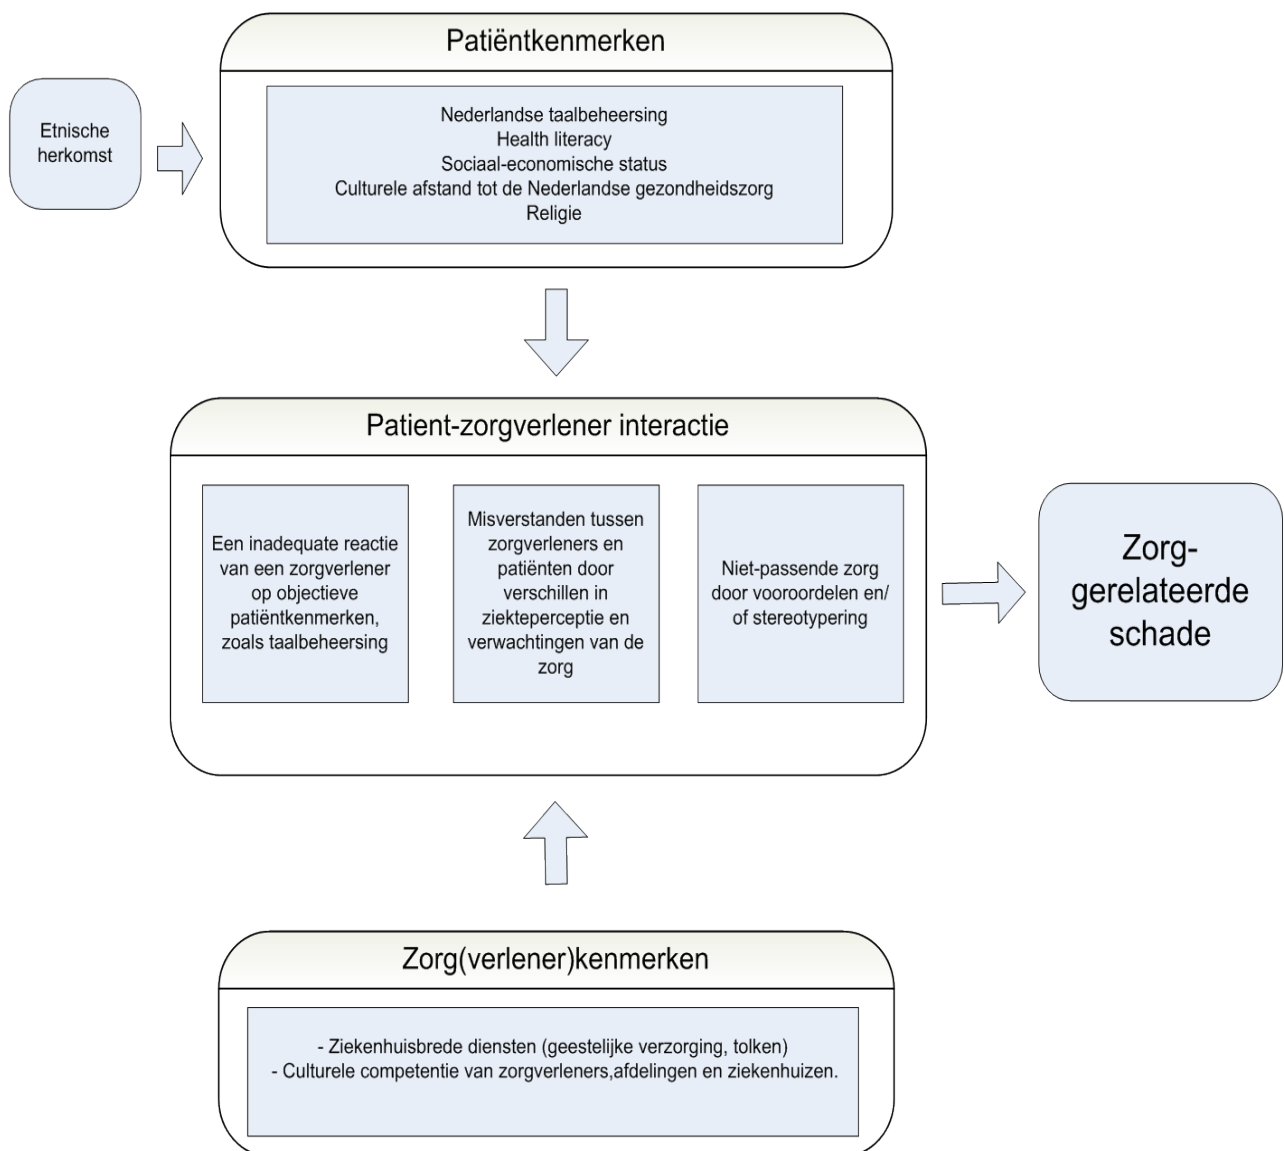 Patiëntkenmerken
Etnische
herkomst
Nederlandse taalbeheersing
Health literacy
Sociaal-economische status
Culturele afstand tot de Nederlandse gezondheidszorg
Religie
Patient-zorgverlener interactie
Een inadequate reactie
van een zorgverlener
op objectieve
patiëntkenmerken,
zoals taalbeheersing
Misverstanden tussen
zorgverleners en
patiënten door
verschillen in
ziekteperceptie en
verwachtingen van de
zorg
Niet-passende zorg
door vooroordelen en/
of stereotypering
Zorg-
gerelateerde
schade
Zorg(verlener)kenmerken
- Ziekenhuisbrede diensten (geestelijke verzorging, tolken)
- Culturele competentie van zorgverleners,afdelingen en ziekenhuizen.